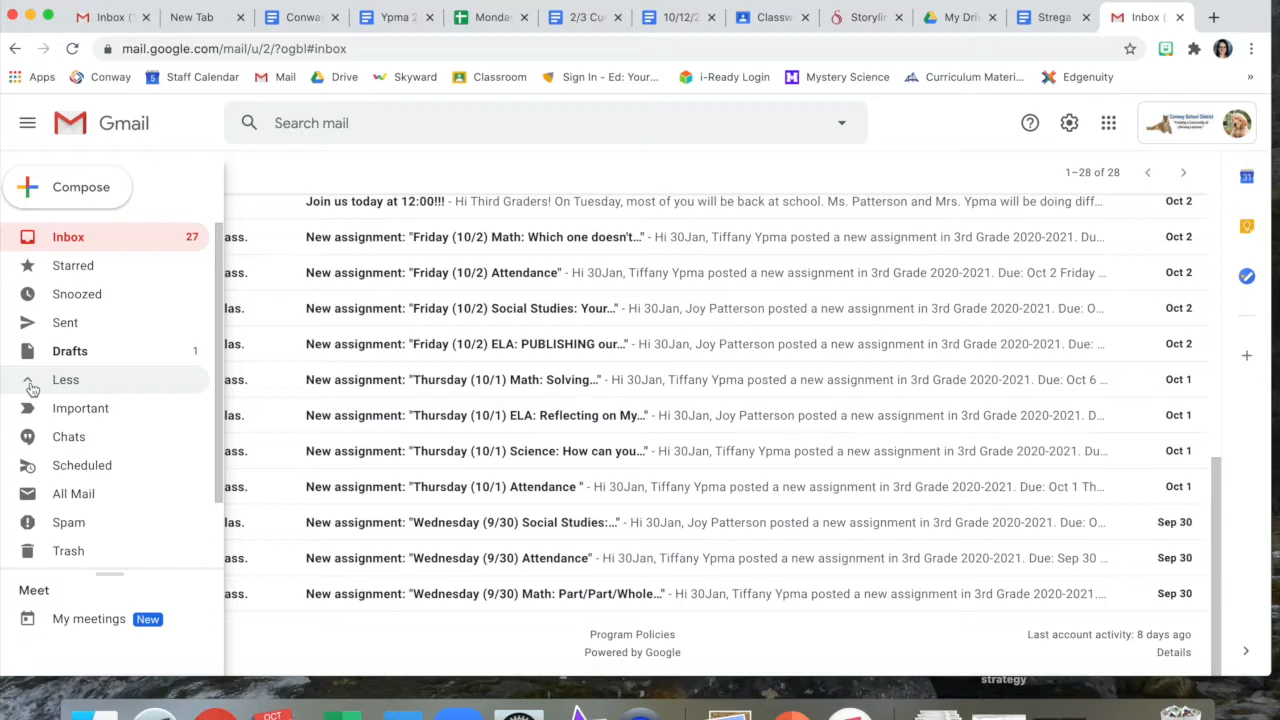 Inbox (
New Tab
Conwa
Ypma 2
Monda
2/3 Cu
10/12/2
Classw
Storylin
My Driv
Strega
Inbox (
mail.google.com/mail/u/2/?ogbl#inbox
Apps
Conway
5
Staff Calendar
Mail
Drive
Skyward
Classroom
Sign In - Ed: Your...
i-Ready Login
Mystery Science
Curriculum Materi...
Edgenuity
»
Gmail
Search mail
Conway School District
Compose
1–28 of 28
31
Inbox 27
Starred
Snoozed
Sent
Drafts 1
Less
Important
Chats
Scheduled
All Mail
Spam
Trash
Meet
My meetings New
Join us today at 12:00!!! - Hi Third Graders! On Tuesday, most of you will be back at school. Ms. Patterson and Mrs. Ypma will be doing diff... Oct 2
ass. New assignment: "Friday (10/2) Math: Which one doesn't..." - Hi 30Jan, Tiffany Ypma posted a new assignment in 3rd Grade 2020-2021. Du... Oct 2
ass. New assignment: "Friday (10/2) Attendance" - Hi 30Jan, Tiffany Ypma posted a new assignment in 3rd Grade 2020-2021. Due: Oct 2 Friday ... Oct 2
las. New assignment: "Friday (10/2) Social Studies: Your..." - Hi 30Jan, Joy Patterson posted a new assignment in 3rd Grade 2020-2021. Due: O... Oct 2
las. New assignment: "Friday (10/2) ELA: PUBLISHING our..." - Hi 30Jan, Joy Patterson posted a new assignment in 3rd Grade 2020-2021. Due: ... Oct 2
ass. New assignment: "Thursday (10/1) Math: Solving..." - Hi 30Jan, Tiffany Ypma posted a new assignment in 3rd Grade 2020-2021. Due: Oct 6 ... Oct 1
las. New assignment: "Thursday (10/1) ELA: Reflecting on My..." - Hi 30Jan, Joy Patterson posted a new assignment in 3rd Grade 2020-2021. D... Oct 1
ass. New assignment: "Thursday (10/1) Science: How can you..." - Hi 30Jan, Tiffany Ypma posted a new assignment in 3rd Grade 2020-2021. Du... Oct 1
ass. New assignment: "Thursday (10/1) Attendance " - Hi 30Jan, Tiffany Ypma posted a new assignment in 3rd Grade 2020-2021. Due: Oct 1 Th... Oct 1
las. New assignment: "Wednesday (9/30) Social Studies:..." - Hi 30Jan, Joy Patterson posted a new assignment in 3rd Grade 2020-2021. Due: O... Sep 30
ass. New assignment: "Wednesday (9/30) Attendance" - Hi 30Jan, Tiffany Ypma posted a new assignment in 3rd Grade 2020-2021. Due: Sep 30 ... Sep 30
ass. New assignment: "Wednesday (9/30) Math: Part/Part/Whole..." - Hi 30Jan, Tiffany Ypma posted a new assignment in 3rd Grade 2020-2021.... Sep 30
Program Policies
Powered by Google
Last account activity: 8 days ago
Details
strategy
OCT